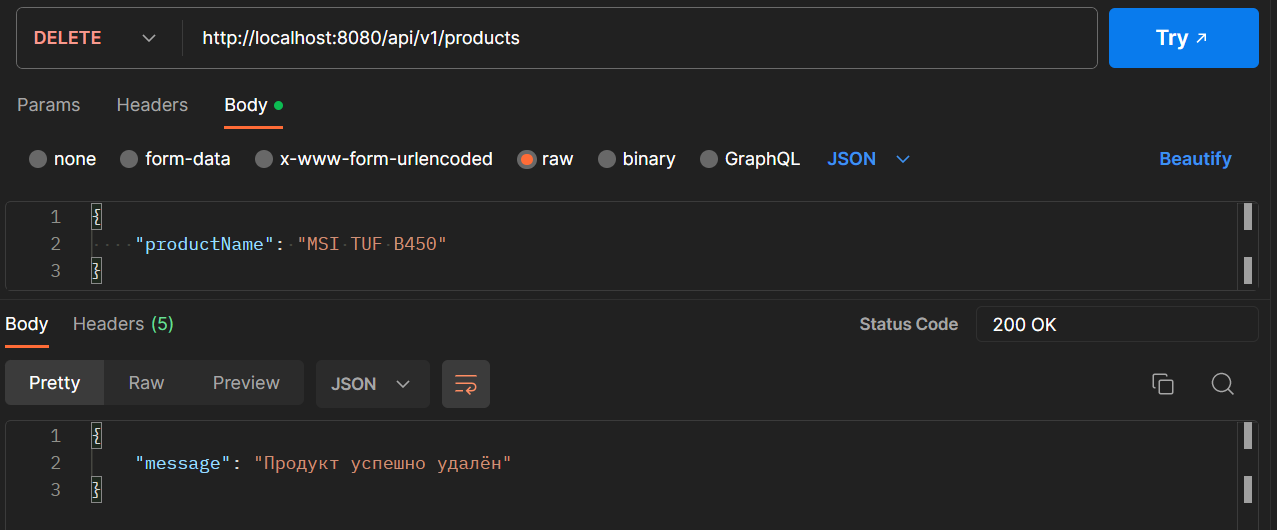 DELETE http://localhost:8080/api/v1/products Try
Params Headers Body
none form-data x-www-form-urlencoded raw binary GraphQL JSON Beautify
1 {
2 "productName": "MSI TUF B450"
3 }
Body Headers (5) Status Code 200 OK
Pretty Raw Preview JSON
1 {
2 "message": "Продукт успешно удалён"
3 }